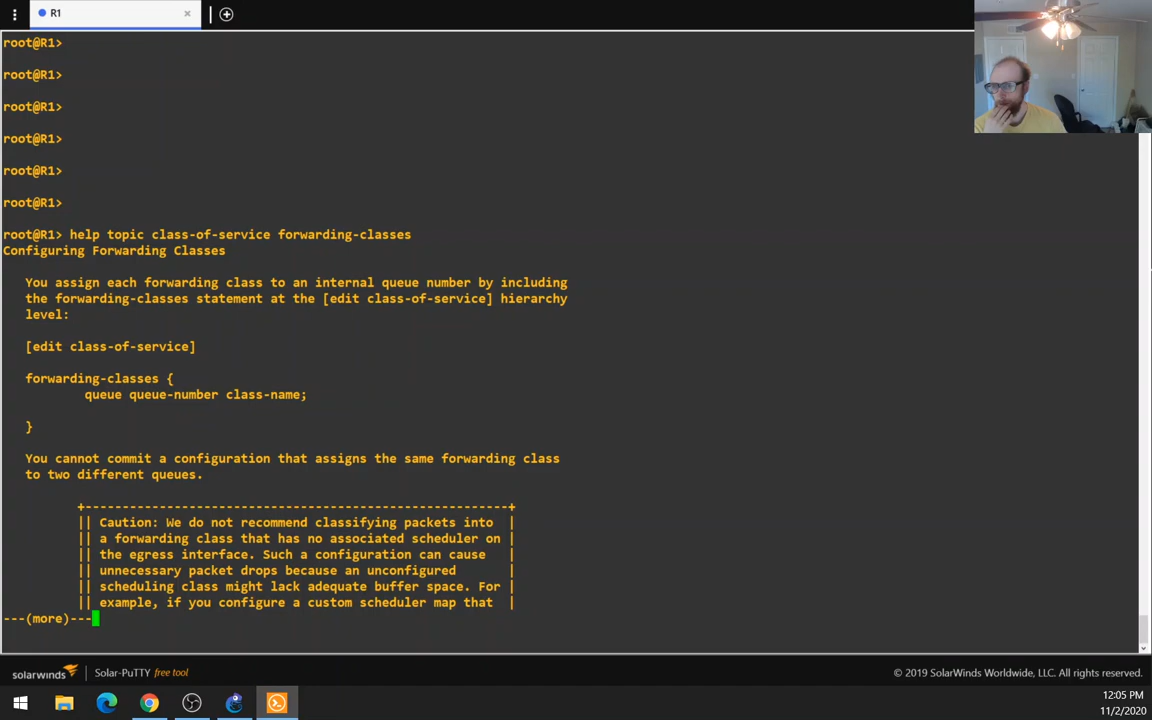 R1
root@R1>
root@R1>
root@R1>
root@R1>
root@R1>
root@R1>
root@R1> help topic class-of-service forwarding-classes
Configuring Forwarding Classes
You assign each forwarding class to an internal queue number by including
the forwarding-classes statement at the [edit class-of-service] hierarchy
level:
[edit class-of-service]
forwarding-classes {
queue queue-number class-name;
}
You cannot commit a configuration that assigns the same forwarding class
to two different queues.
+----------------------------------------------------------+
|| Caution: We do not recommend classifying packets into |
|| a forwarding class that has no associated scheduler on |
|| the egress interface. Such a configuration can cause |
|| unnecessary packet drops because an unconfigured |
|| scheduling class might lack adequate buffer space. For |
|| example, if you configure a custom scheduler map that |
---(more)---
solarwinds Solar-PuTTY free tool © 2019 SolarWinds Worldwide, LLC. All rights reserved.
12:05 PM
11/2/2020